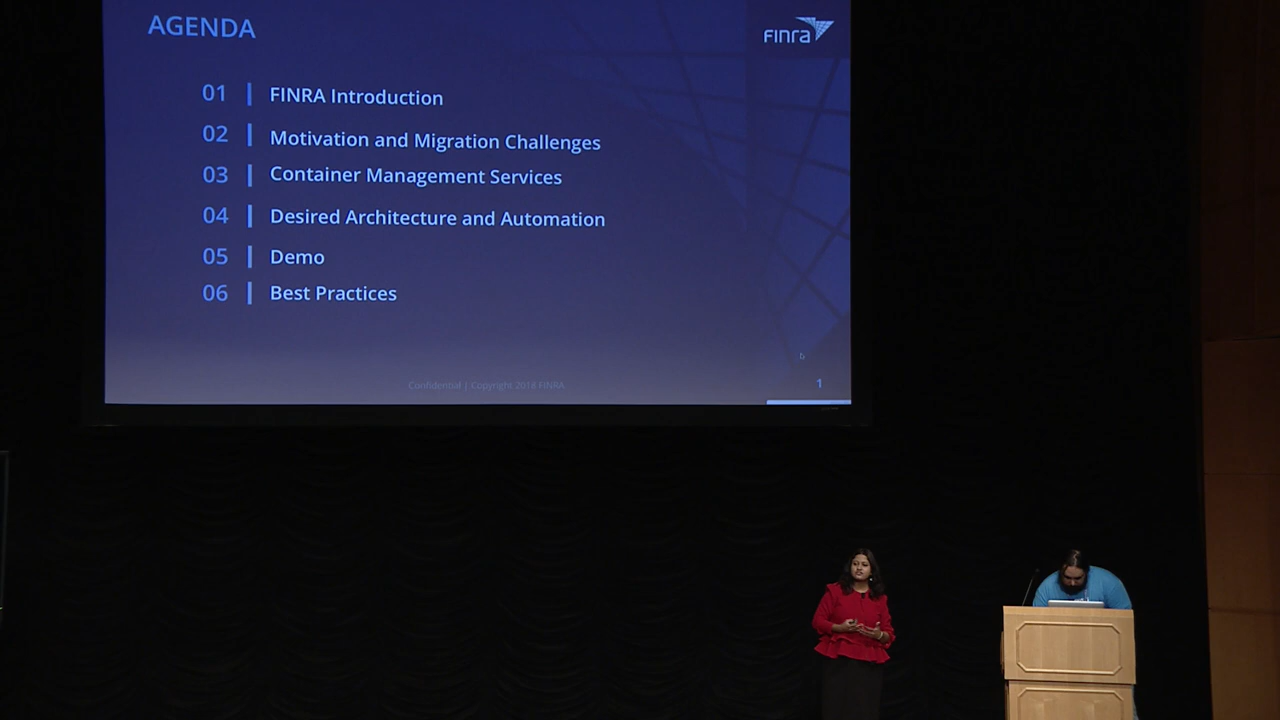 AGENDA
FINRA
01 | FINRA Introduction
02 | Motivation and Migration Challenges
03 | Container Management Services
04 | Desired Architecture and Automation
05 | Demo
06 | Best Practices
Confidential | Copyright 2018 FINRA
1